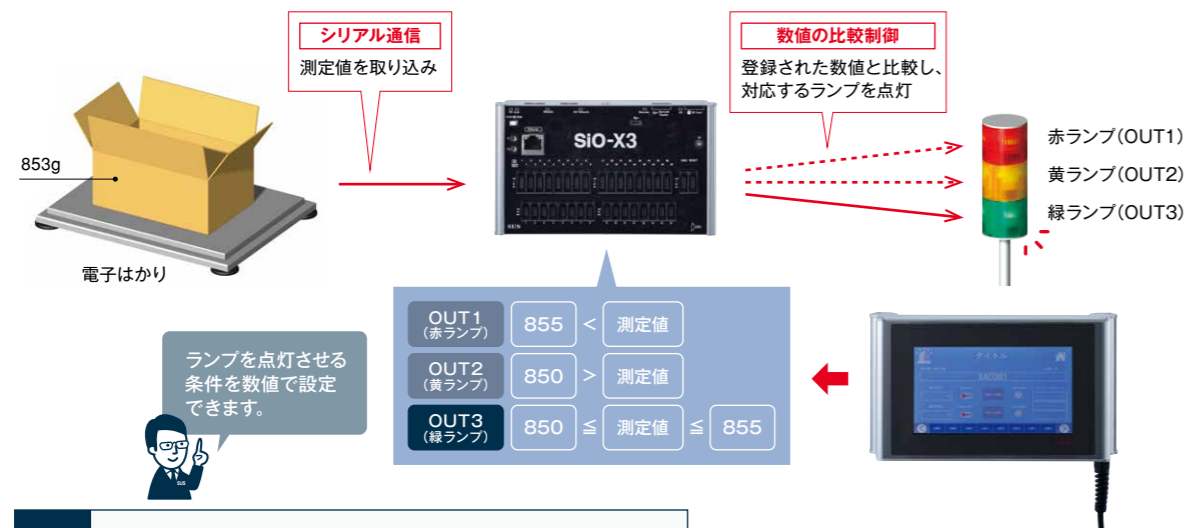 シリアル通信
測定値を取り込み
数値の比較制御
登録された数値と比較し、
対応するランプを点灯
853g
電子はかり
SiO-X3
SUS
赤ランプ(OUT1)
黄ランプ(OUT2)
緑ランプ(OUT3)
OUT1
(赤ランプ)
855 < 測定値
OUT2
(黄ランプ)
850 > 測定値
OUT3
(緑ランプ)
850 ≦ 測定値 ≦ 855
ランプを点灯させる
条件を数値で設定
できます。
SUS
タイトル